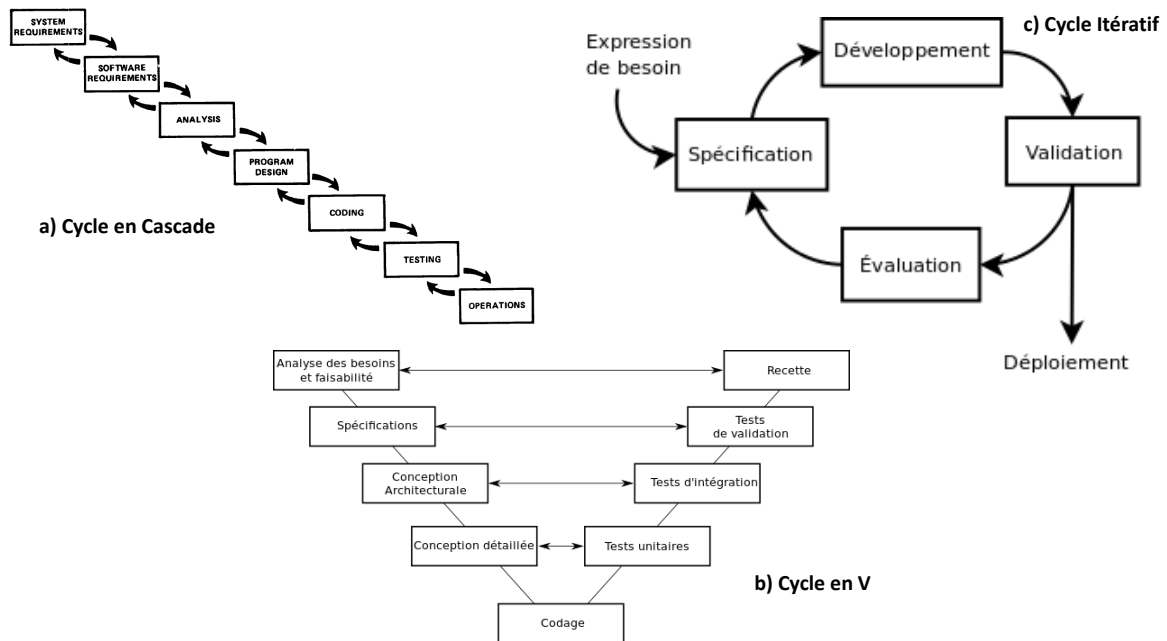 SYSTEM
REQUIREMENTS
SOFTWARE
REQUIREMENTS
ANALYSIS
PROGRAM
DESIGN
CODING
TESTING
OPERATIONS
a) Cycle en Cascade
c) Cycle Itératif
Expression
de besoin
Développement
Spécification
Validation
Évaluation
Déploiement
Analyse des besoins
et faisabilité
Recette
Spécifications
Tests
de validation
Conception
Architecturale
Tests d'intégration
Conception détaillée
Tests unitaires
Codage
b) Cycle en V